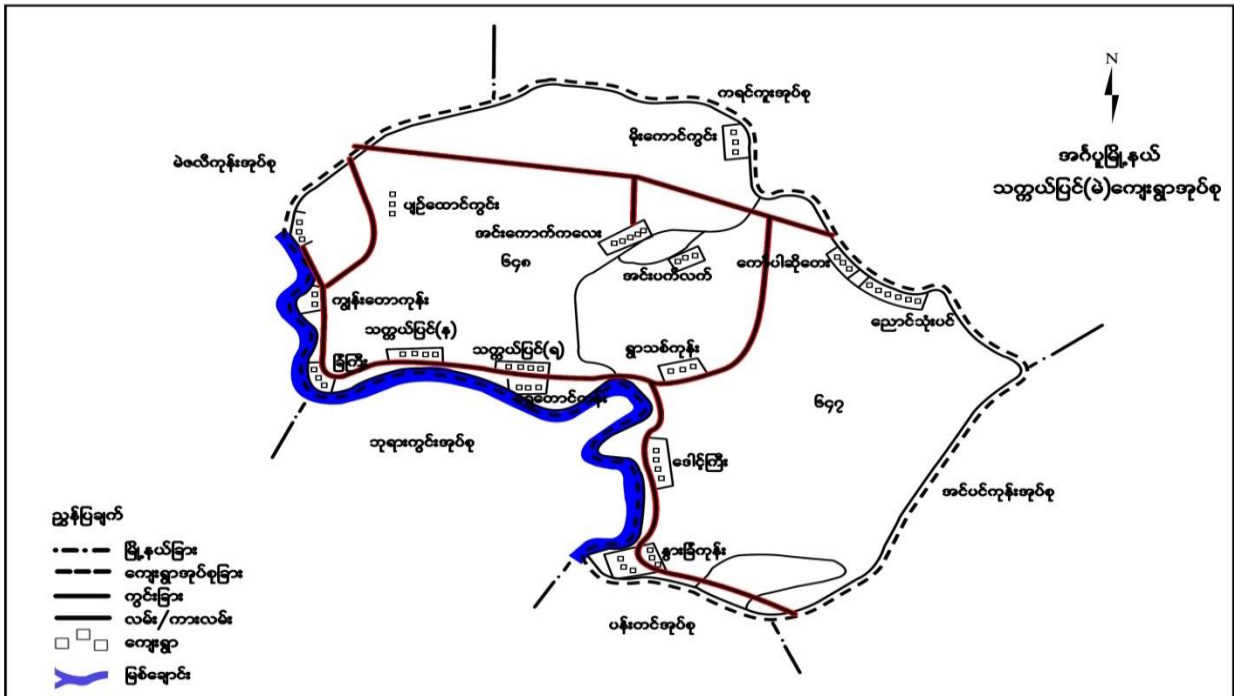 N
ကရင်ကူးအုပ်စု
မိုးကောင်ကွင်း
အင်္ဂပူမြို့နယ်
သက္ကယ်ပြင်(မဲ)ကျေးရွာအုပ်စု
မဲဇလီကုန်းအုပ်စု
ပျဉ်ထောင်ကွင်း
အင်းကောက်ကလေး
၆၄၈
အင်းပက်လက်
ကော်ပါဆိုတေး
ညောင်သုံးပင်
ကျွန်းတောကုန်း
သက္ကယ်ပြင်(န)
သက္ကယ်ပြင်(ရ)
ရွာသစ်ကုန်း
ခြံကြီး
ရွှေတောင်ကုန်း
၆၄၇
ဘုရားကွင်းအုပ်စု
ဒေါင့်ကြီး
အင်ပင်ကုန်းအုပ်စု
နွားခြံကုန်း
ပန်းတင်အုပ်စု
ညွှန်ပြချက်
မြို့နယ်ခြား
ကျေးရွာအုပ်စုခြား
ကွင်းခြား
လမ်း/ကားလမ်း
ကျေးရွာ
မြစ်ချောင်း